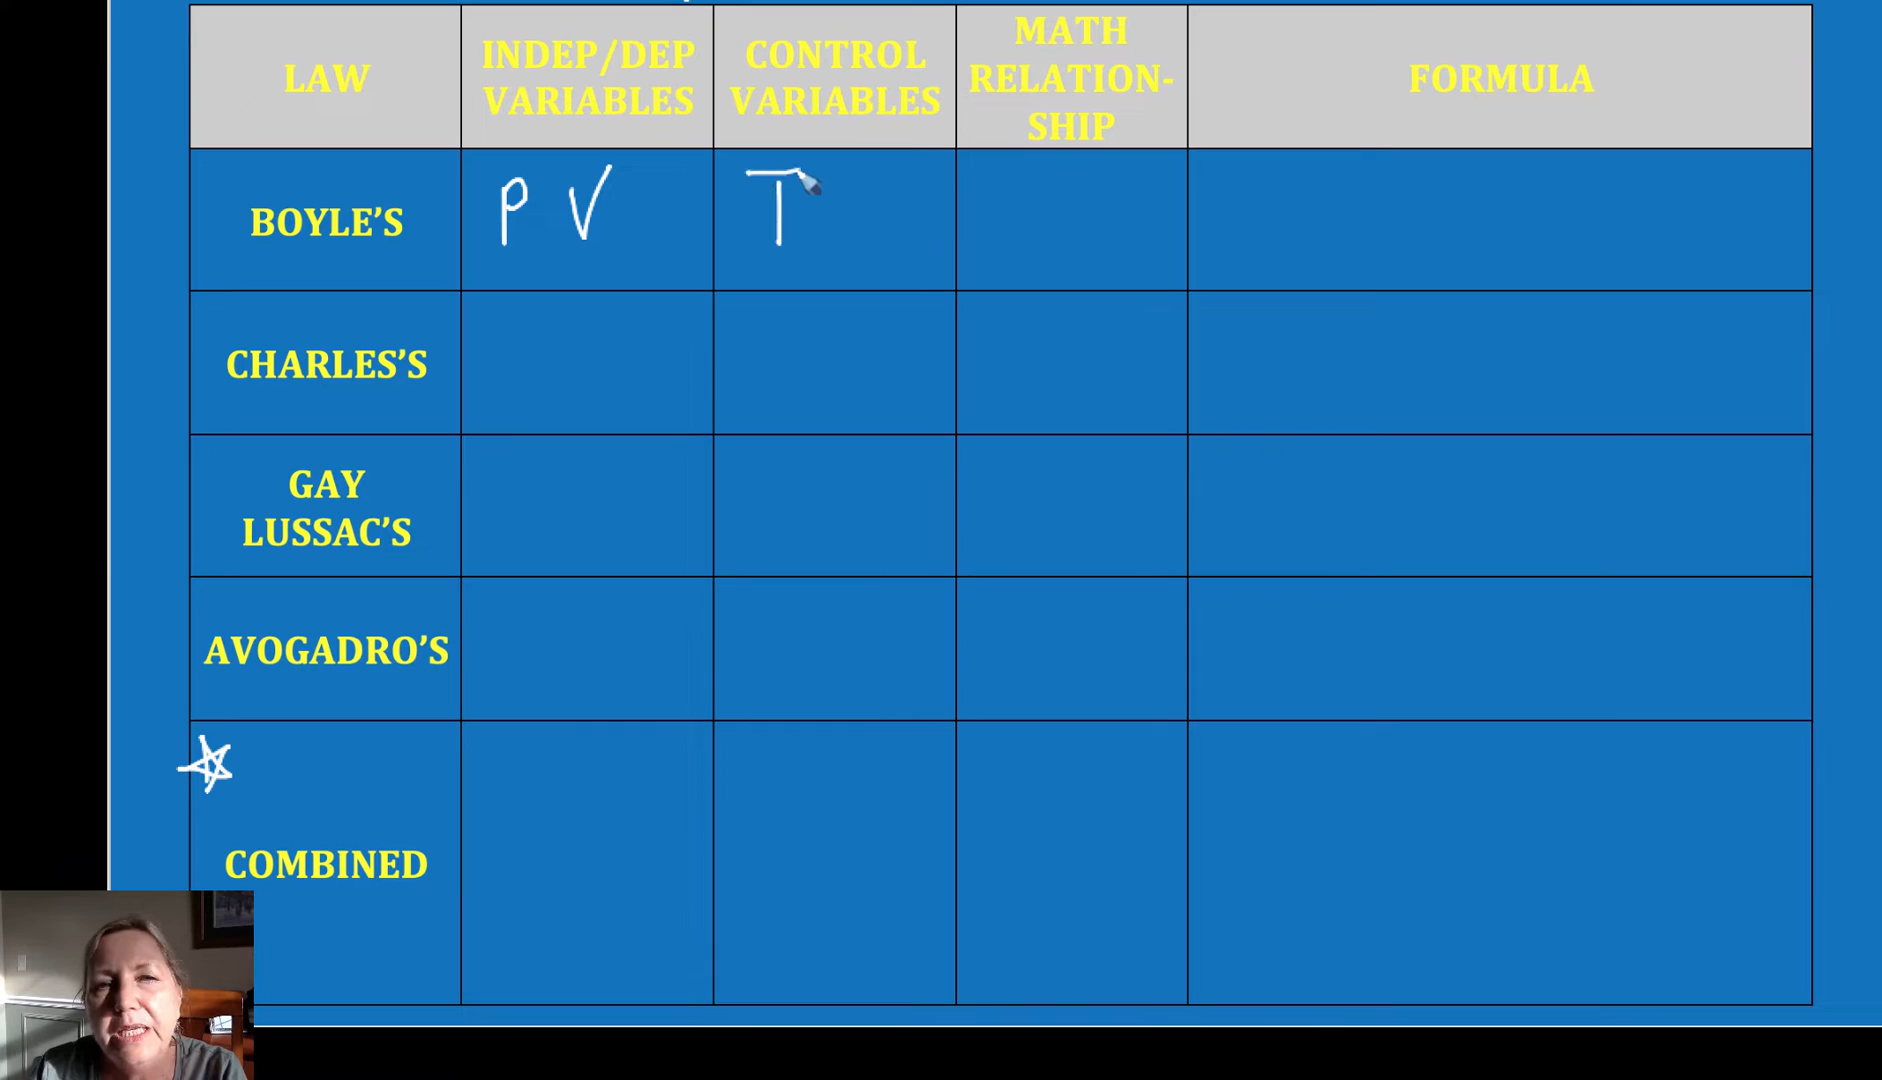 LAW
INDEP/DEP
VARIABLES
CONTROL
VARIABLES
MATH
RELATION-
SHIP
FORMULA
BOYLE’S
P V
T
CHARLES’S
GAY
LUSSAC’S
AVOGADRO’S
COMBINED